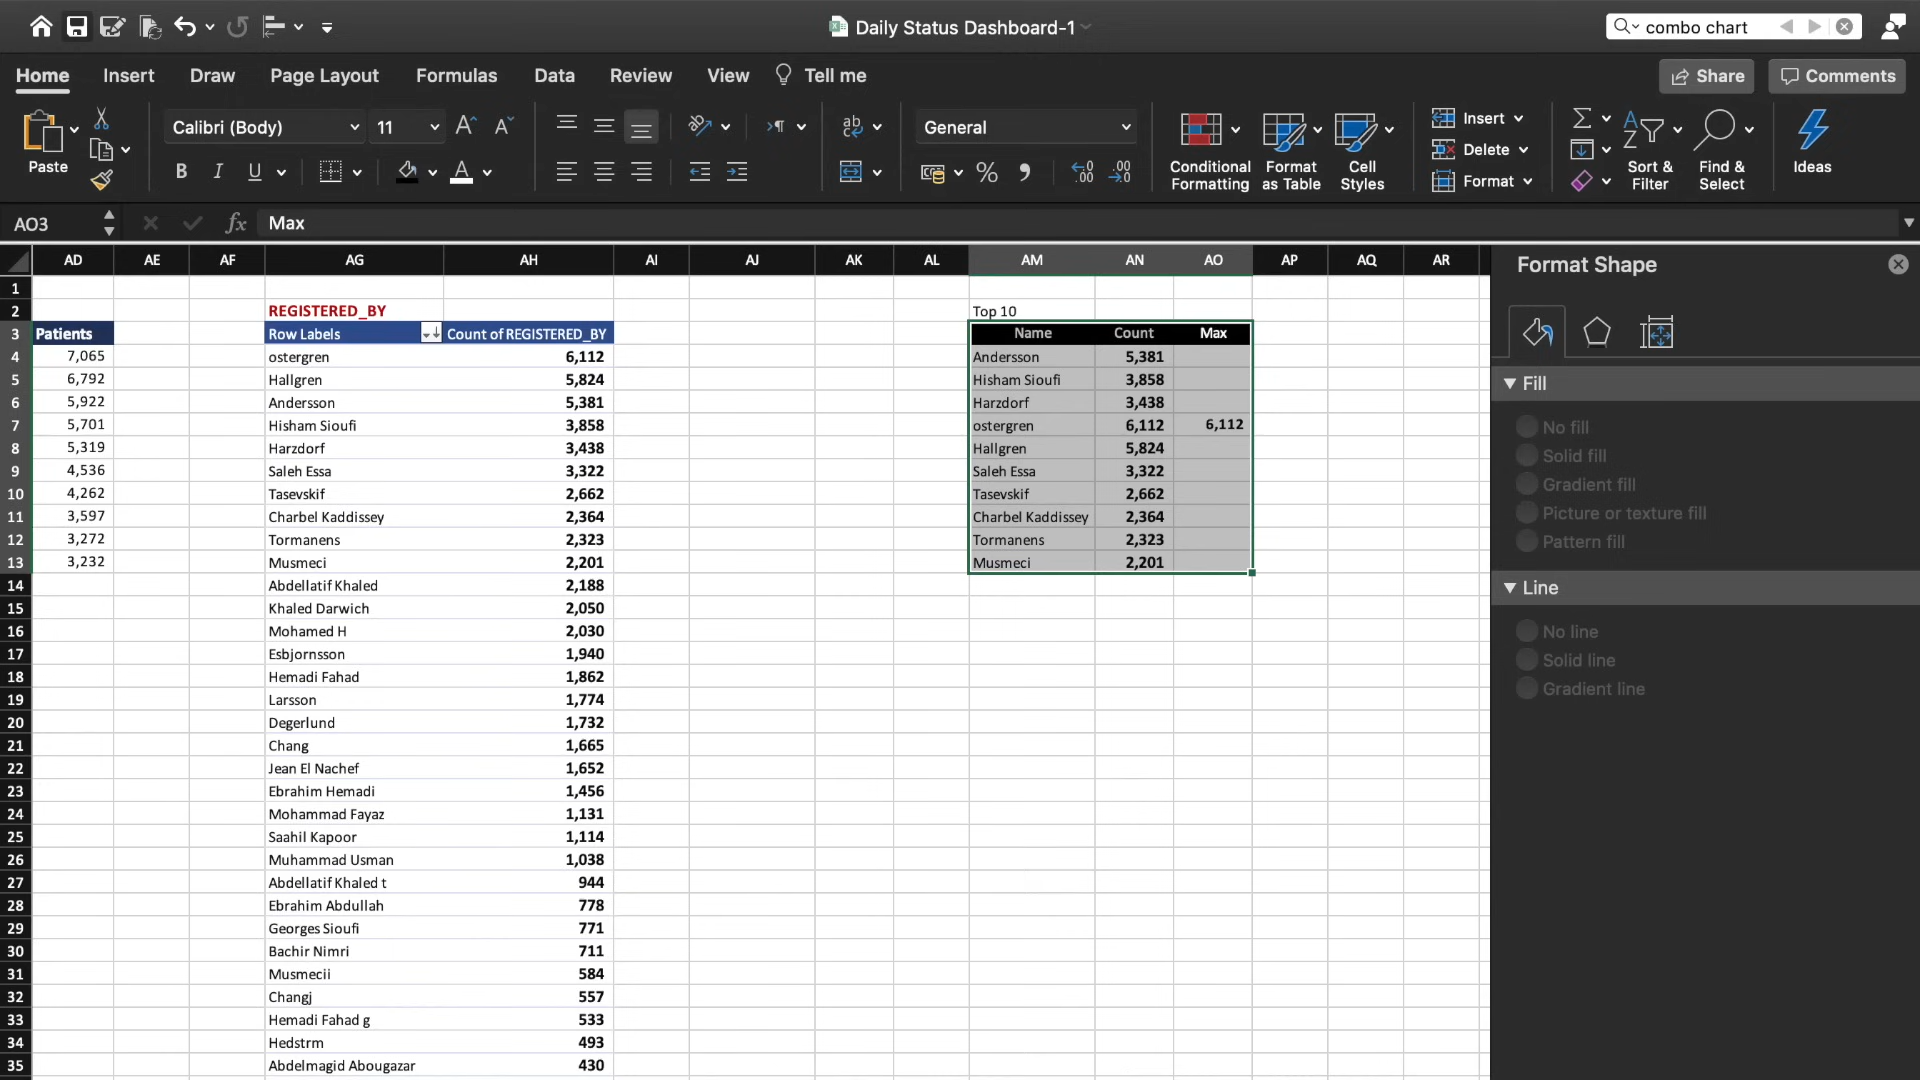 Daily Status Dashboard-1
combo chart
Home Insert Draw Page Layout Formulas Data Review View Tell me Share Comments
Paste Calibri (Body) 11 General Conditional Formatting Format as Table Cell Styles Insert Delete Format Sort & Filter Find & Select Ideas
AO3 fx Max
AD AE AF AG AH AI AJ AK AL AM AN AO AP AQ AR
Format Shape
1
2 REGISTERED_BY Top 10
3 Patients Row Labels Count of REGISTERED_BY Name Count Max
4 7,065 ostergren 6,112 Andersson 5,381
5 6,792 Hallgren 5,824 Hisham Sioufi 3,858
6 5,922 Andersson 5,381 Harzdorf 3,438
7 5,701 Hisham Sioufi 3,858 ostergren 6,112 6,112
8 5,319 Harzdorf 3,438 Hallgren 5,824
9 4,536 Saleh Essa 3,322 Saleh Essa 3,322
10 4,262 Tasevskif 2,662 Tasevskif 2,662
11 3,597 Charbel Kaddissey 2,364 Charbel Kaddissey 2,364
12 3,272 Tormanens 2,323 Tormanens 2,323
13 3,232 Musmeci 2,201 Musmeci 2,201
14 Abdellatif Khaled 2,188
15 Khaled Darwich 2,050
16 Mohamed H 2,030
17 Esbjornsson 1,940
18 Hemadi Fahad 1,862
19 Larsson 1,774
20 Degerlund 1,732
21 Chang 1,665
22 Jean El Nachef 1,652
23 Ebrahim Hemadi 1,456
24 Mohammad Fayaz 1,131
25 Saahil Kapoor 1,114
26 Muhammad Usman 1,038
27 Abdellatif Khaled t 944
28 Ebrahim Abdullah 778
29 Georges Sioufi 771
30 Bachir Nimri 711
31 Musmecii 584
32 Changj 557
33 Hemadi Fahad g 533
34 Hedstrm 493
35 Abdelmagid Abougazar 430
Fill
No fill
Solid fill
Gradient fill
Picture or texture fill
Pattern fill
Line
No line
Solid line
Gradient line